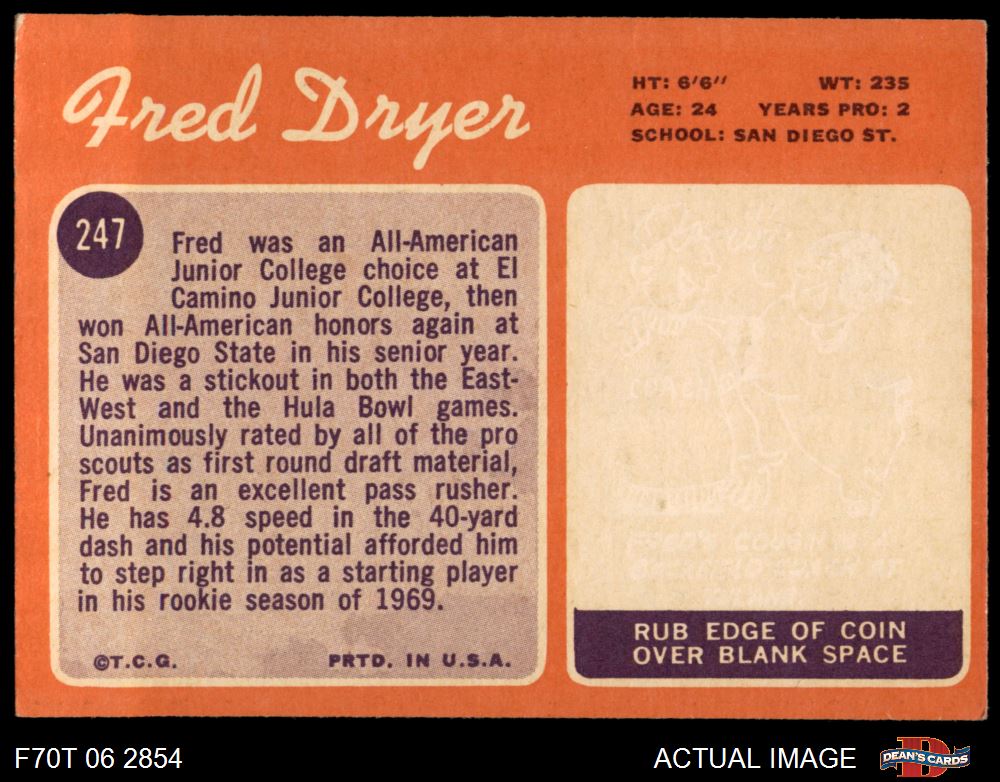 Fred Dryer
HT: 6'6" WT: 235
AGE: 24 YEARS PRO: 2
SCHOOL: SAN DIEGO ST.
247
Fred was an All-American
Junior College choice at El
Camino Junior College, then
won All-American honors again at
San Diego State in his senior year.
He was a stickout in both the East-
West and the Hula Bowl games.
Unanimously rated by all of the pro
scouts as first round draft material,
Fred is an excellent pass rusher.
He has 4.8 speed in the 40-yard
dash and his potential afforded him
to step right in as a starting player
in his rookie season of 1969.
©T.C.G. PRTD. IN U.S.A.
COACH
RUB EDGE OF COIN
OVER BLANK SPACE
F70T 06 2854
ACTUAL IMAGE
DEAN'S CARDS